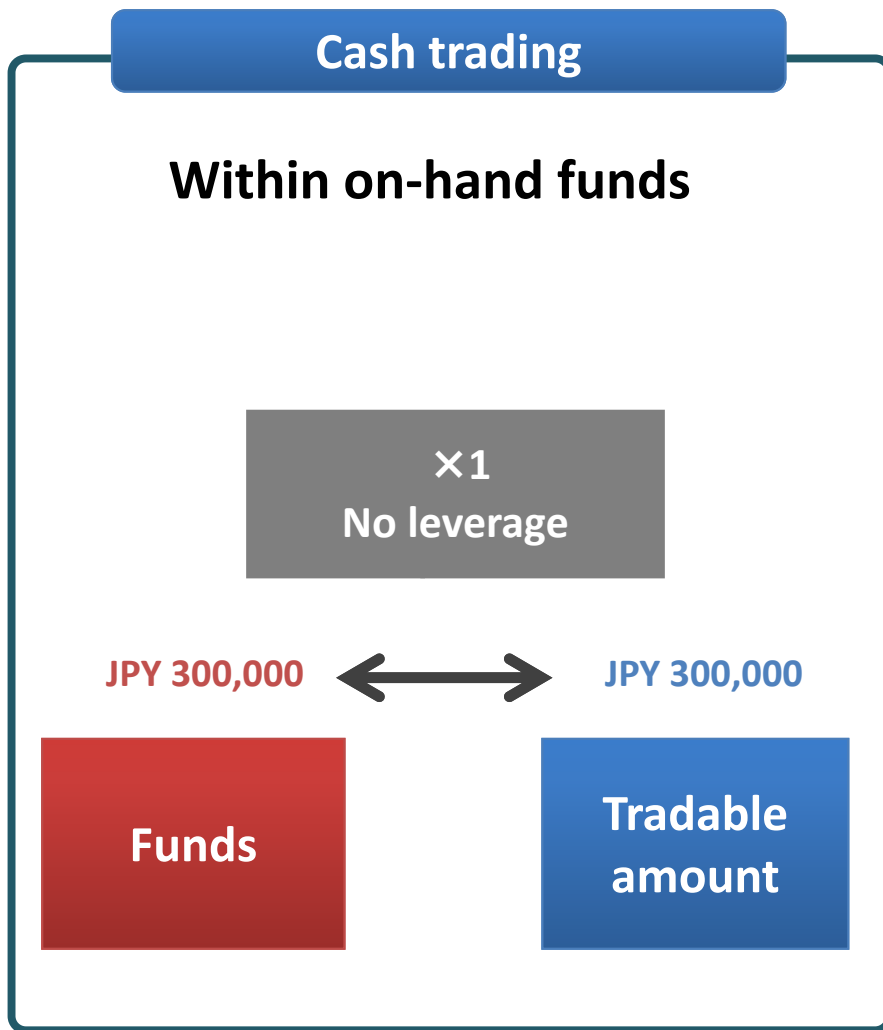 Cash trading
Within on-hand funds
×1
No leverage
JPY 300,000
JPY 300,000
Funds
Tradable
amount